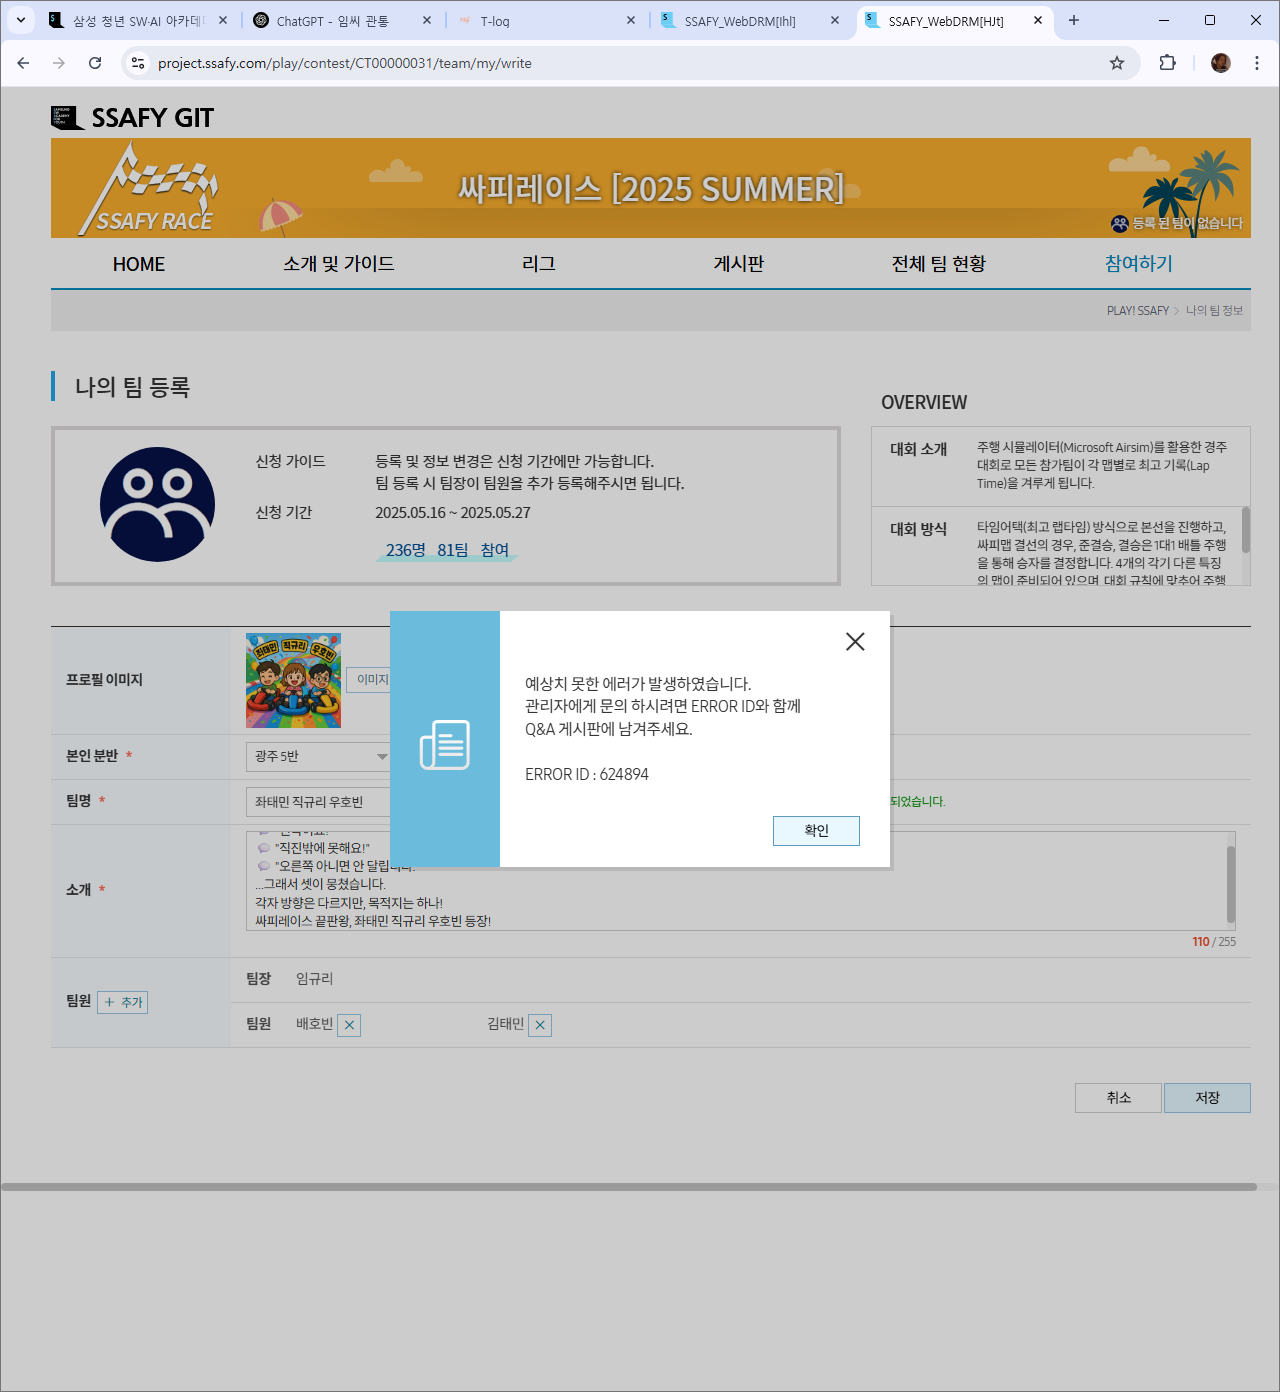 삼성 청년 SW·AI 아카데
ChatGPT - 임씨 관통
T-log
SSAFY_WebDRM[lhl]
SSAFY_WebDRM[HJt]
project.ssafy.com/play/contest/CT00000031/team/my/write
SSAFY GIT
SSAFY RACE
싸피레이스 [2025 SUMMER]
등록 된 팀이 없습니다
HOME
소개 및 가이드
리그
게시판
전체 팀 현황
참여하기
PLAY! SSAFY > 나의 팀 정보
나의 팀 등록
OVERVIEW
신청 가이드
등록 및 정보 변경은 신청 기간에만 가능합니다.
팀 등록 시 팀장이 팀원을 추가 등록해주시면 됩니다.
신청 기간
2025.05.16 ~ 2025.05.27
236명 81팀 참여
대회 소개
주행 시뮬레이터(Microsoft Airsim)를 활용한 경주
대회로 모든 참가팀이 각 맵별로 최고 기록(Lap
Time)을 겨루게 됩니다.
대회 방식
타임어택(최고 랩타임) 방식으로 본선을 진행하고,
싸피맵 결선의 경우, 준결승, 결승은 1대1 배틀 주행
을 통해 승자를 결정합니다. 4개의 각기 다른 특징
의 맵이 준비되어 있으며, 대회 규칙에 맞추어 주행
프로필 이미지
좌태민 직규리 우호빈
이미지
예상치 못한 에러가 발생하였습니다.
관리자에게 문의 하시려면 ERROR ID와 함께
Q&A 게시판에 남겨주세요.
ERROR ID : 624894
확인
본인 분반 *
광주 5반
팀명 *
좌태민 직규리 우호빈
되었습니다.
소개 *
"직진밖에 못해요!"
"오른쪽 아니면 안 달립니다."
...그래서 셋이 뭉쳤습니다.
각자 방향은 다르지만, 목적지는 하나!
싸피레이스 끝판왕, 좌태민 직규리 우호빈 등장!
110 / 255
팀원 + 추가
팀장 임규리
팀원 배호빈 김태민
취소
저장